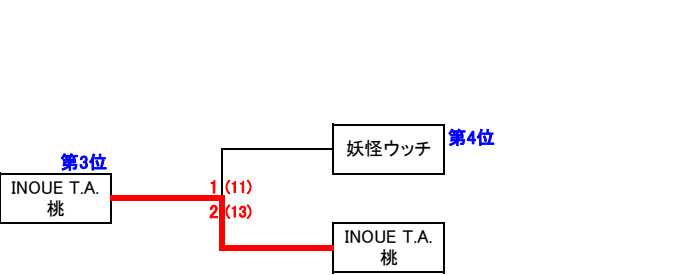 妖怪ウッチ
第4位
第3位
INOUE T.A.
桃
1 (11)
2 (13)
INOUE T.A.
桃